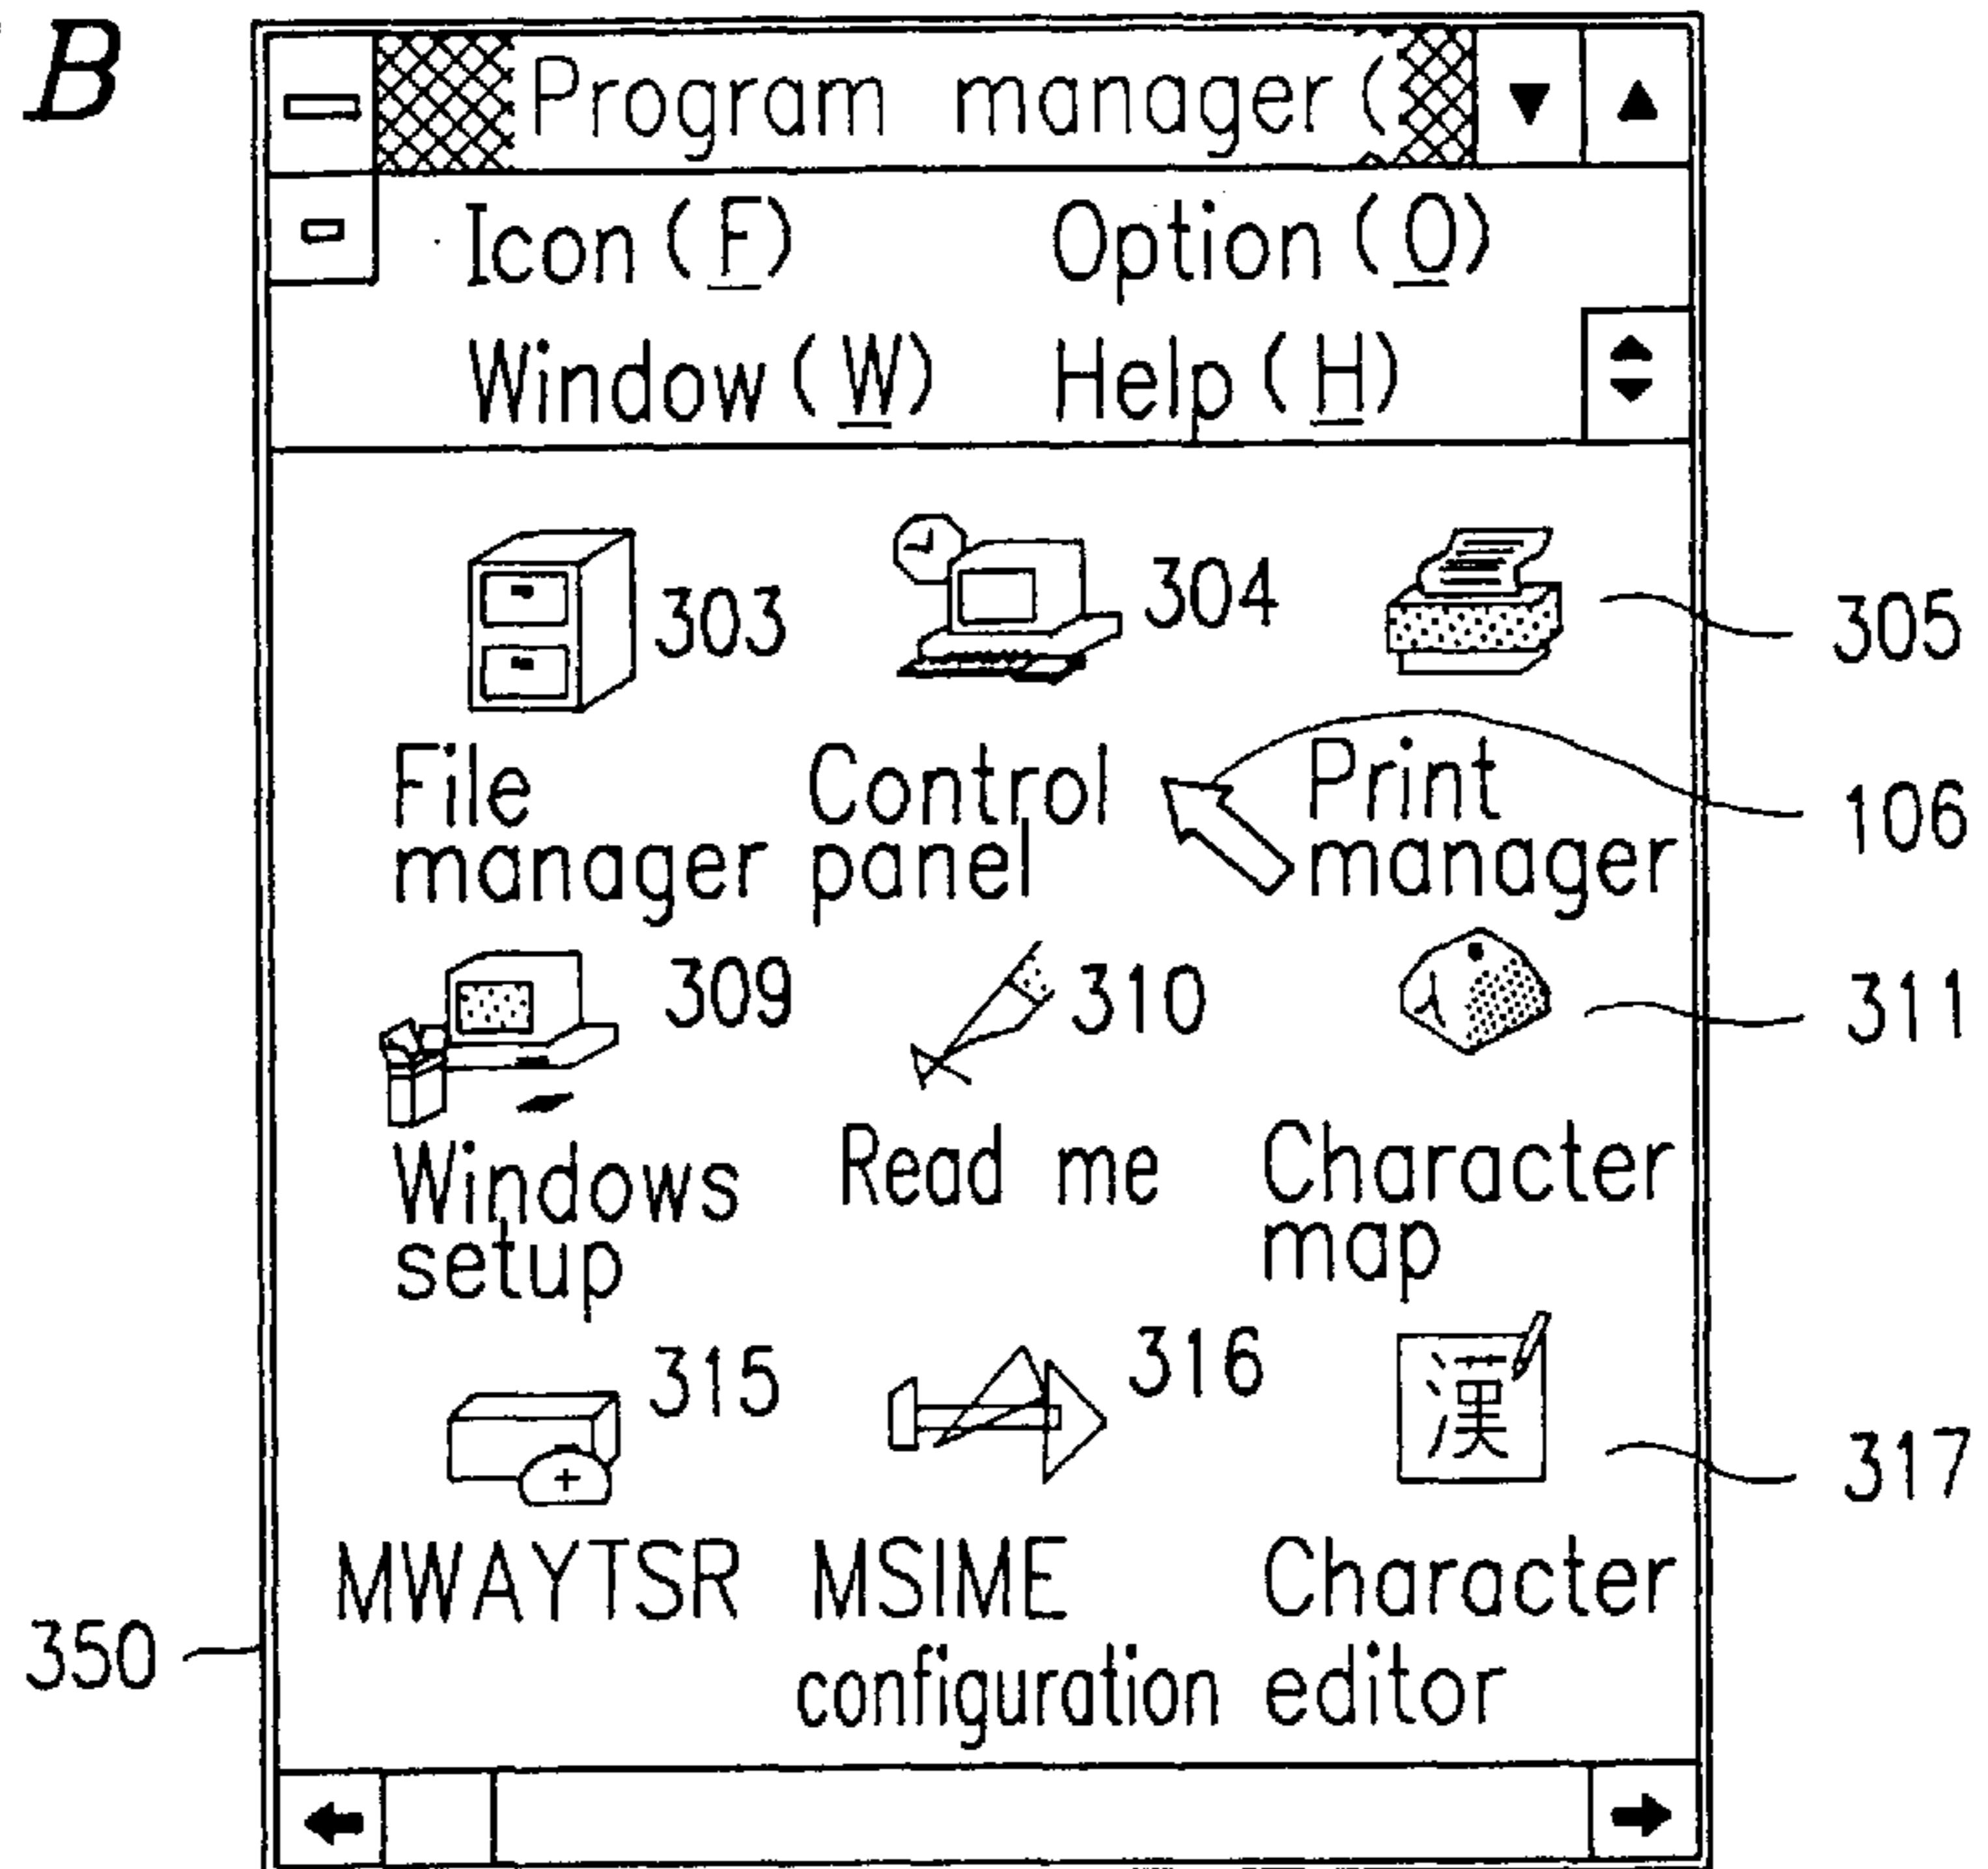 B
Program manager(
Icon(F) Option(O)
Window(W) Help(H)
303 304 305
File Control Print
manager panel manager
106
309 310 311
Windows Read me Character
setup map
315 316 漢 317
MWAYTSR MSIME Character
350
configuration editor